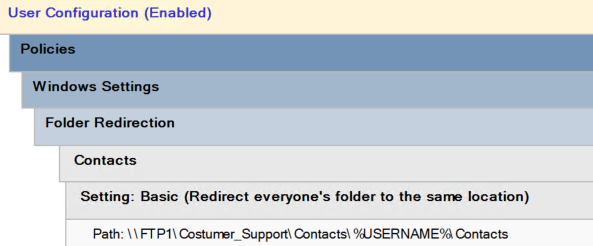 User Configuration (Enabled)
Policies
Windows Settings
Folder Redirection
Contacts
Setting: Basic (Redirect everyone's folder to the same location)
Path: \\FTP1\Costumer_Support\Contacts\%USERNAME%\Contacts